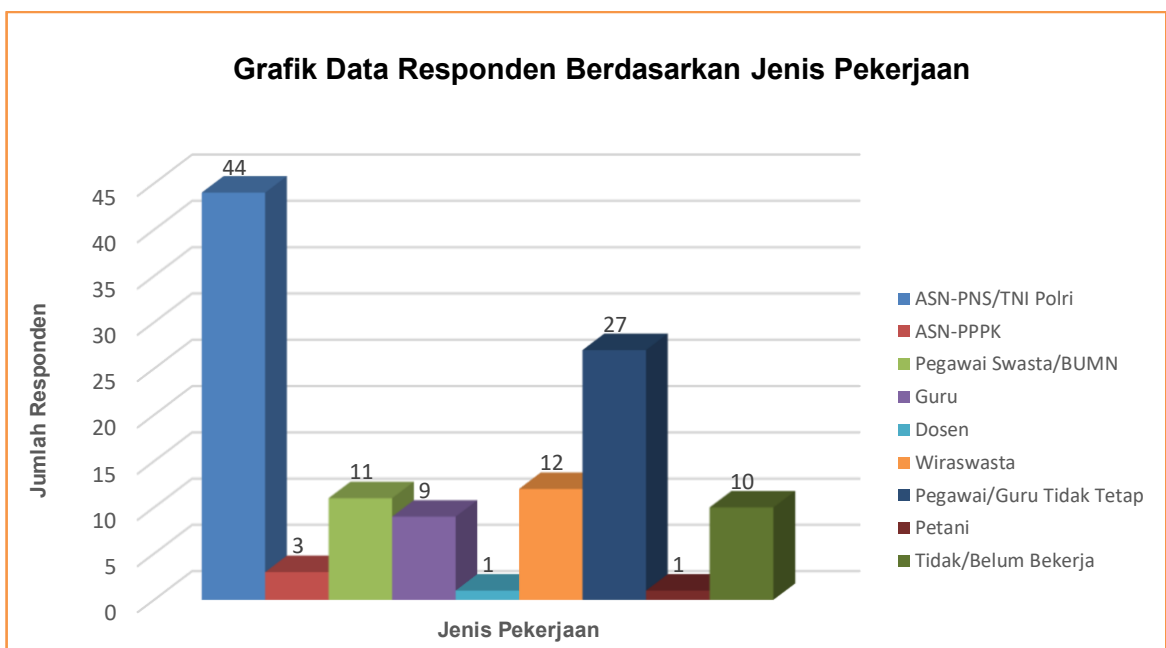 Grafik Data Responden Berdasarkan Jenis Pekerjaan
Jumlah Responden
45
40
35
30
25
20
15
10
5
0
44
3
11
9
1
12
27
1
10
Jenis Pekerjaan
ASN-PNS/TNI Polri
ASN-PPPK
Pegawai Swasta/BUMN
Guru
Dosen
Wiraswasta
Pegawai/Guru Tidak Tetap
Petani
Tidak/Belum Bekerja